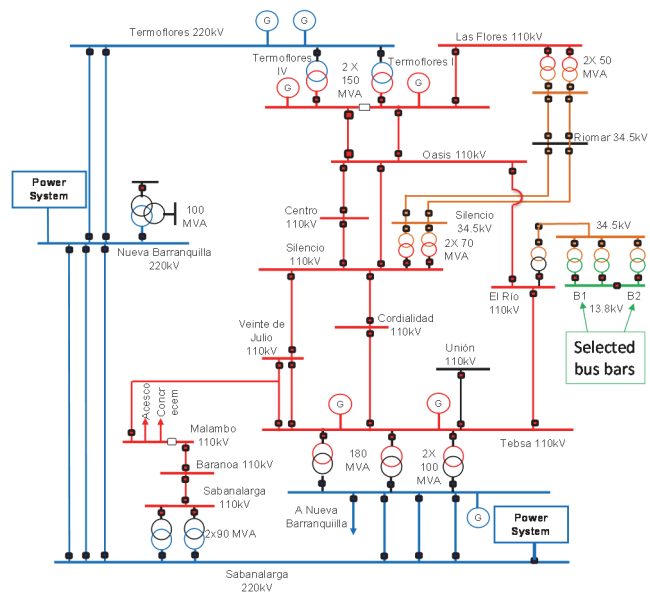 Termoflores 220kV
G
G
Las Flores 110kV
Termoflores
IV
2 X
150
MVA
Termoflores I
G
G
2X 50
MVA
Riomar 34.5kV
Oasis 110kV
Power
System
100
MVA
Nueva Barranquilla
220kV
Centro
110kV
Silencio
110kV
Silencio
34.5kV
2X 70
MVA
34.5kV
El Río
110kV
B1
13.8kV
B2
Selected
bus bars
Veinte de
Julio
110kV
Cordialidad
110kV
Unión
110kV
Acesco
Concr
ecem
G
G
Malambo
110kV
Tebsa 110kV
Baranoa 110kV
180
MVA
2X
100
MVA
Sabanalarga
110kV
2x90 MVA
A Nueva
Barranquiilla
G
Power
System
Sabanalarga
220kV